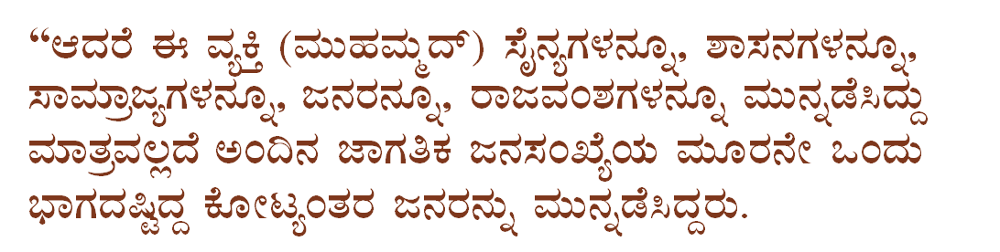 “ಆದರೆ ಈ ವ್ಯಕ್ತಿ (ಮುಹಮ್ಮದ್) ಸೈನ್ಯಗಳನ್ನೂ, ಶಾಸನಗಳನ್ನೂ,
ಸಾಮ್ರಾಜ್ಯಗಳನ್ನೂ, ಜನರನ್ನೂ, ರಾಜವಂಶಗಳನ್ನೂ ಮುನ್ನಡೆಸಿದ್ದು
ಮಾತ್ರವಲ್ಲದೆ ಅಂದಿನ ಜಾಗತಿಕ ಜನಸಂಖ್ಯೆಯ ಮೂರನೇ ಒಂದು
ಭಾಗದಷ್ಟಿದ್ದ ಕೋಟ್ಯಂತರ ಜನರನ್ನು ಮುನ್ನಡೆಸಿದ್ದರು.